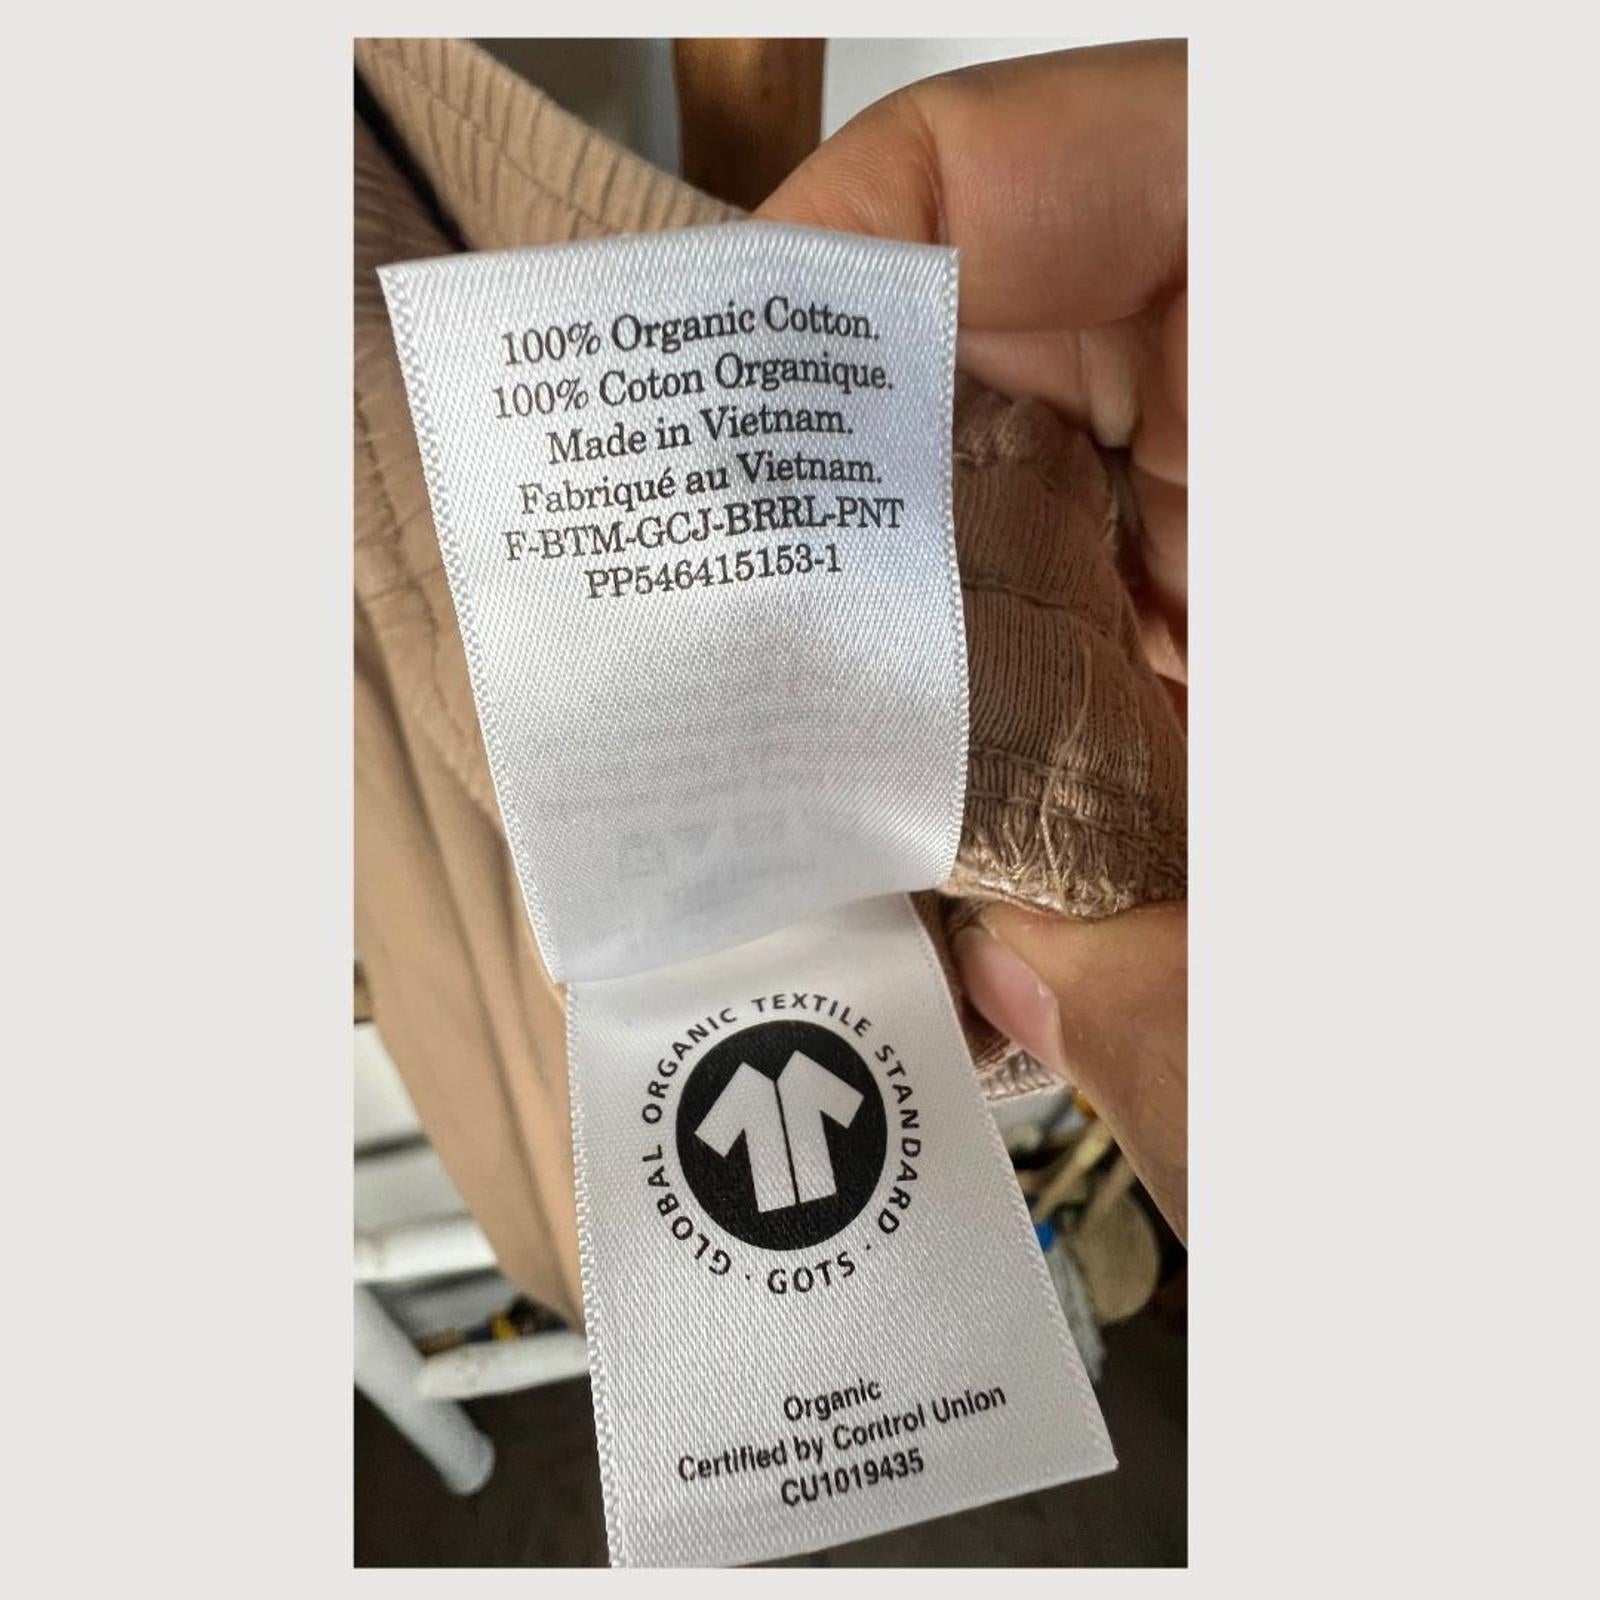 100% Organic Cotton.
100% Coton Organique.
Made in Vietnam.
Fabriqué au Vietnam.
F-BTM-GCJ-BRRL-PNT
PP546415153-1
GLOBAL ORGANIC TEXTILE STANDARD · GOTS ·
Organic
Certified by Control Union
CU1019435